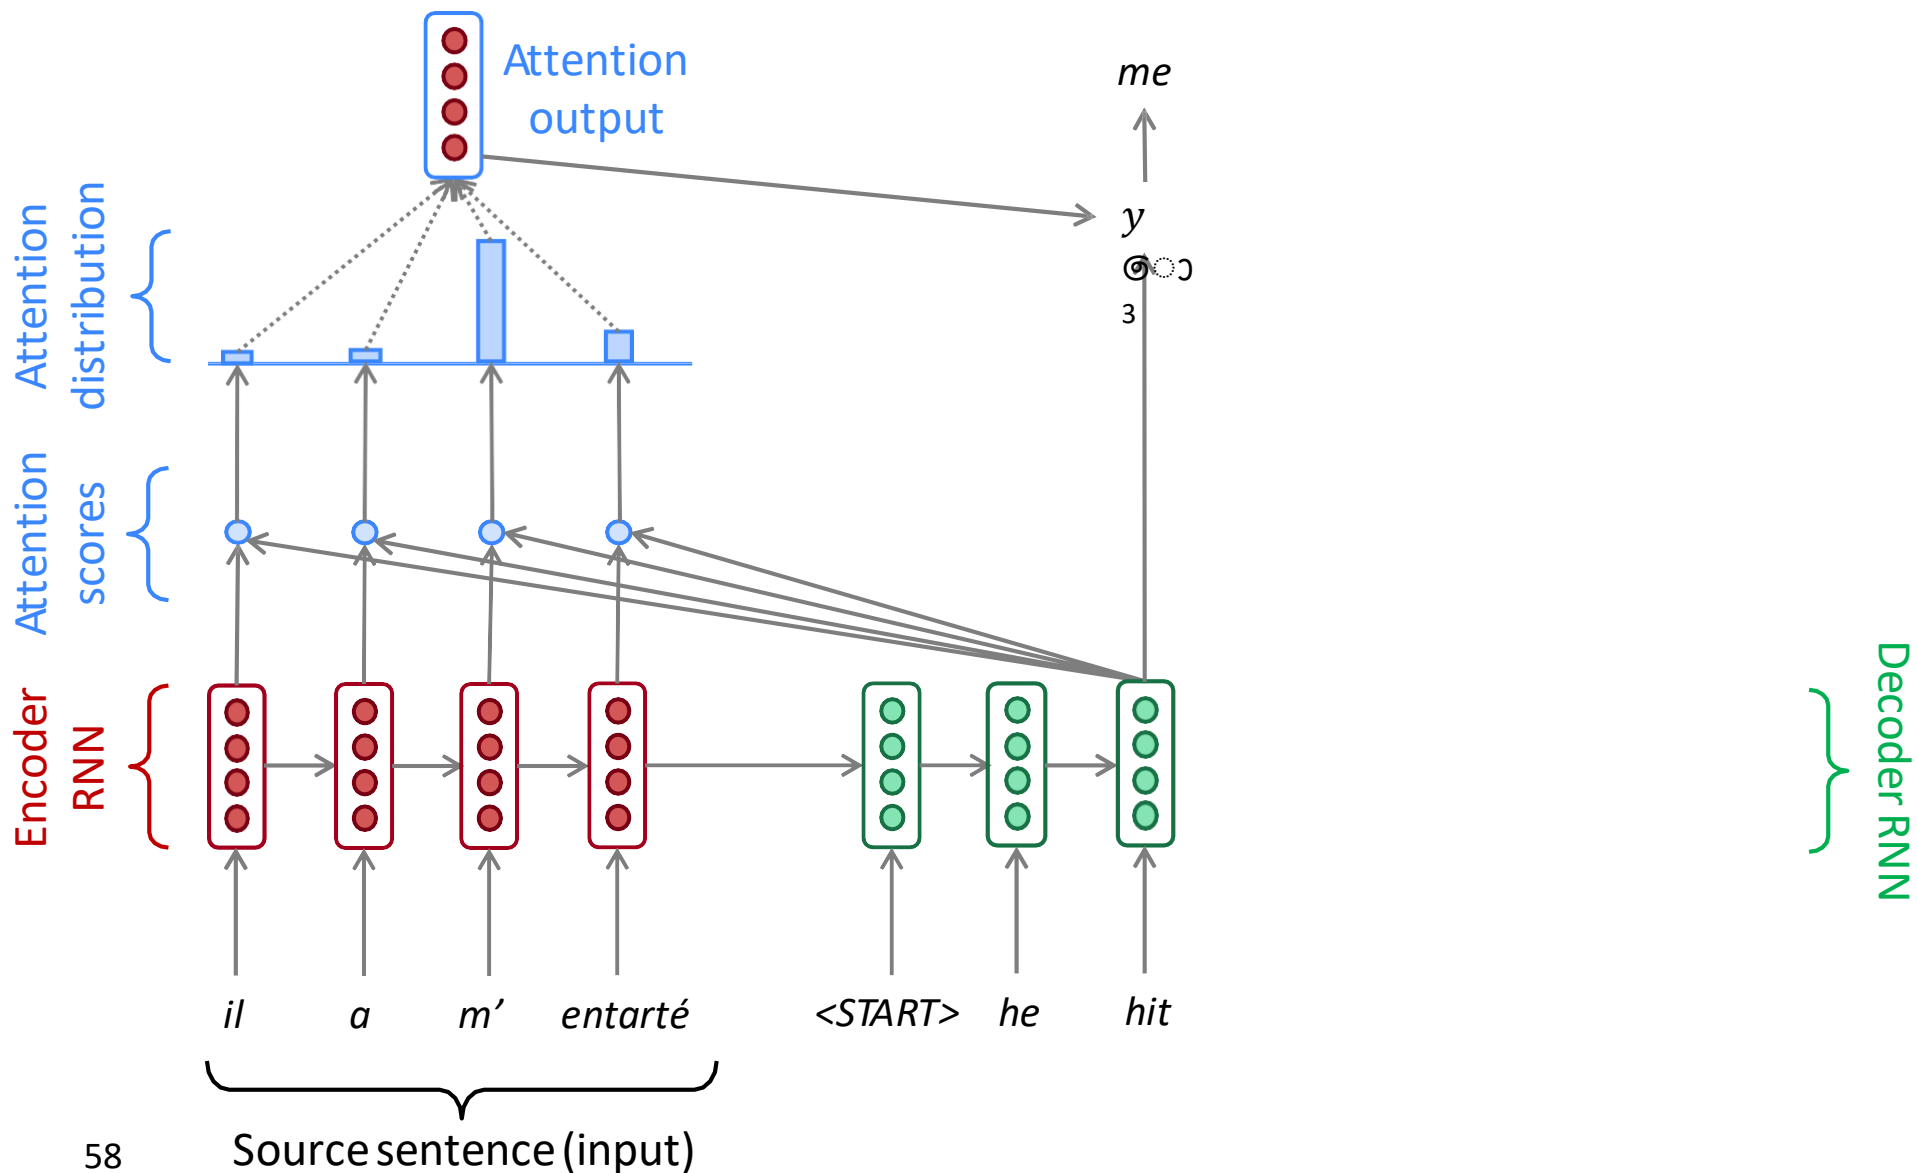 Attention
output
me
Attention
distribution
y
3
Attention
scores
Encoder
RNN
Decoder RNN
il a m’ entarté <START> he hit
Source sentence (input)
58